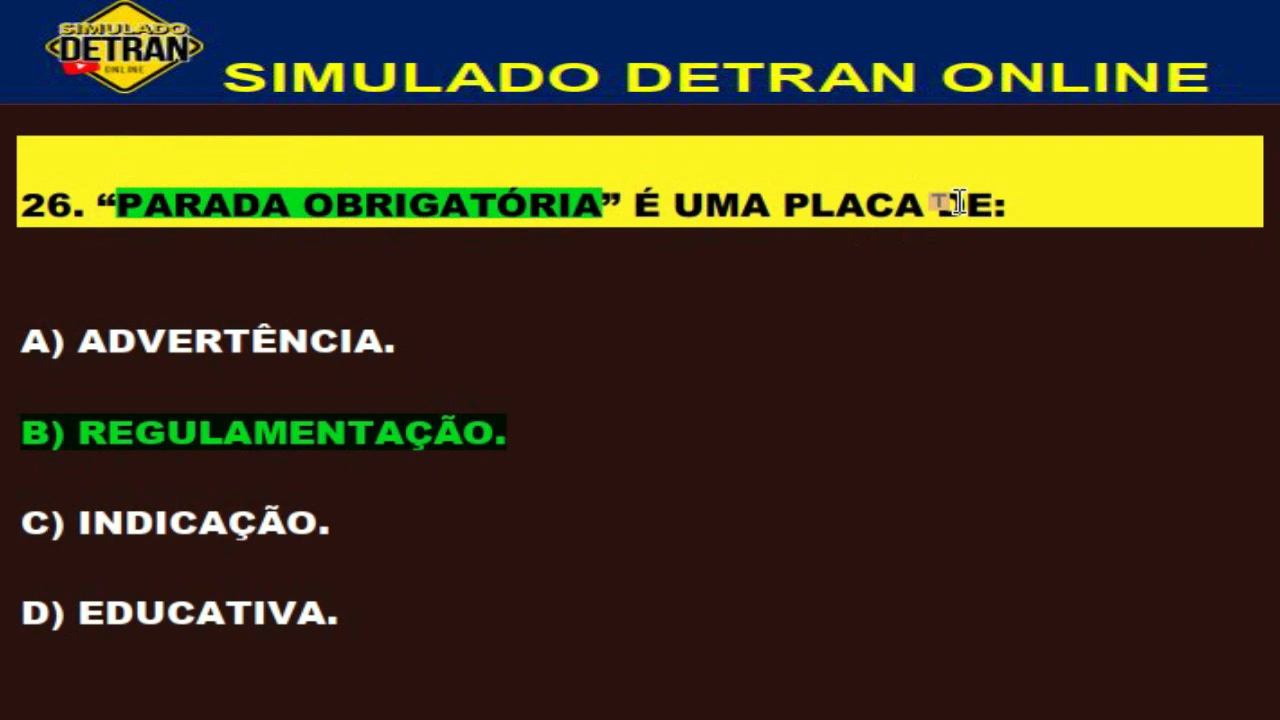 SIMULADO
DETRAN
ONLINE
SIMULADO DETRAN ONLINE
26. “PARADA OBRIGATÓRIA” É UMA PLACA DE:
A) ADVERTÊNCIA.
B) REGULAMENTAÇÃO.
C) INDICAÇÃO.
D) EDUCATIVA.